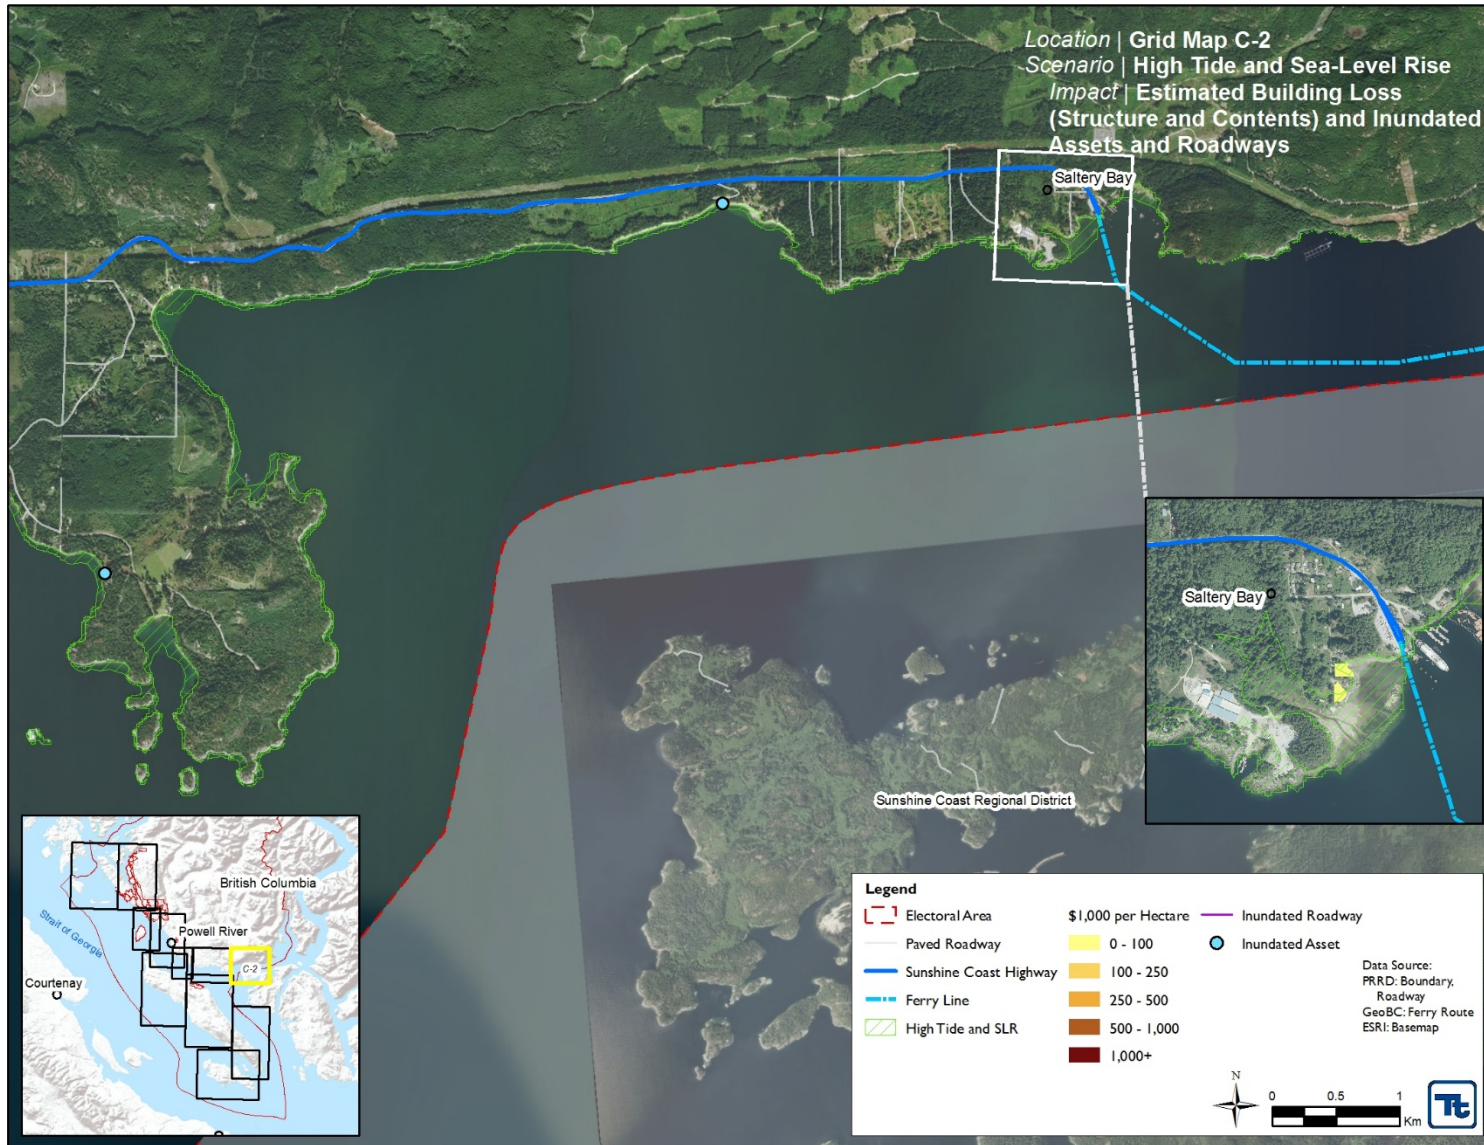 Location | Grid Map C-2
Scenario | High Tide and Sea-Level Rise
Impact | Estimated Building Loss
(Structure and Contents) and Inundated
Assets and Roadways
Saltery Bay
Saltery Bay
Sunshine Coast Regional District
British Columbia
Strait of Georgia
Powell River
C-2
Courtenay
Legend
Electoral Area
Paved Roadway
Sunshine Coast Highway
Ferry Line
High Tide and SLR
$1,000 per Hectare
0 - 100
100 - 250
250 - 500
500 - 1,000
1,000+
Inundated Roadway
Inundated Asset
Data Source:
PRRD: Boundary,
Roadway
GeoBC: Ferry Route
ESRI: Basemap
N
0 0.5 1
Km
Tt